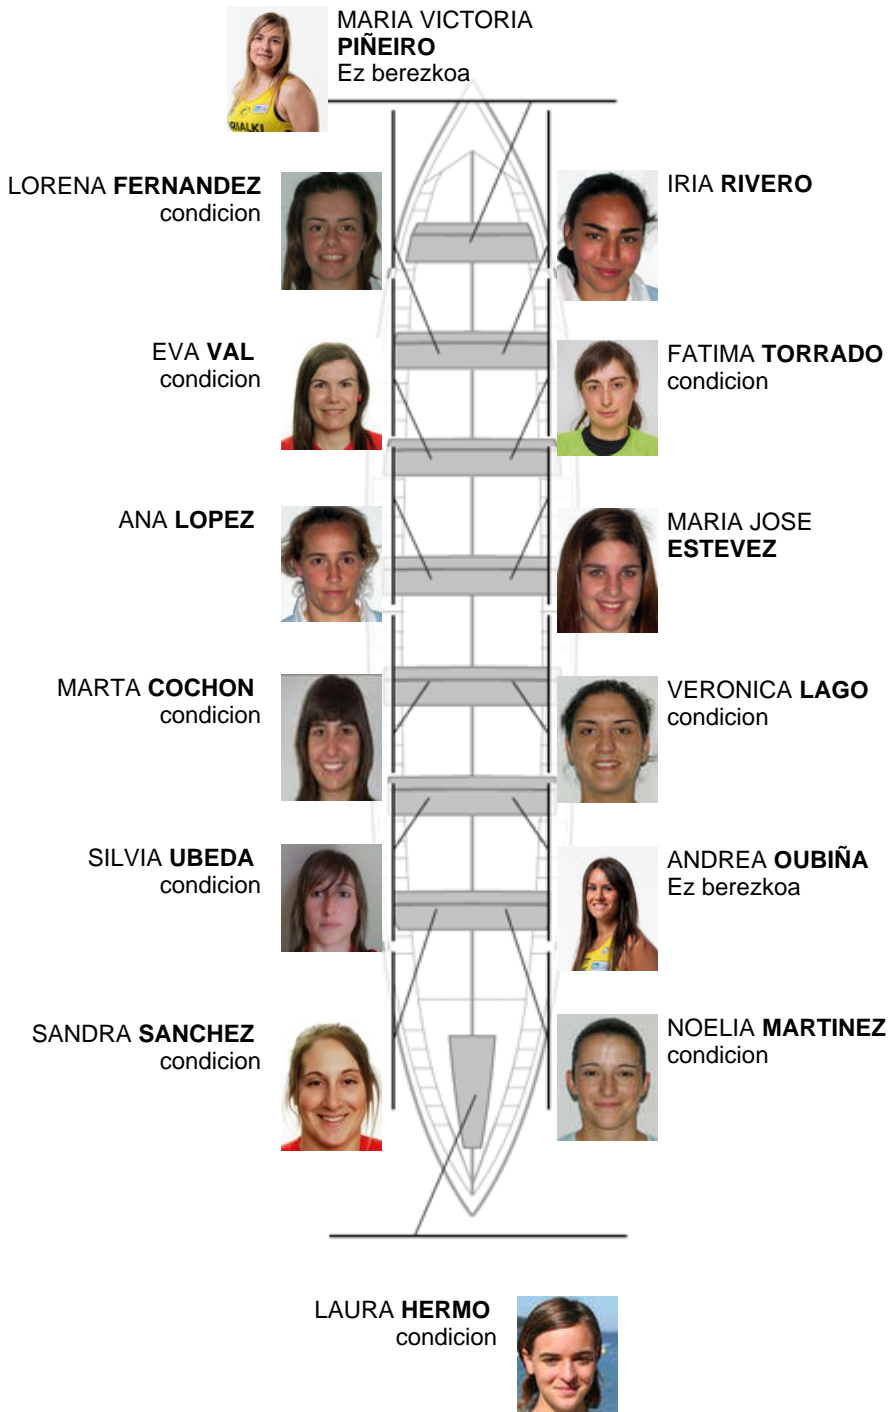 MARIA VICTORIA
PIÑEIRO
Ez berezkoa
RIALKI
LORENA FERNANDEZ
condicion
IRIA RIVERO
EVA VAL
condicion
FATIMA TORRADO
condicion
ANA LOPEZ
MARIA JOSE
ESTEVEZ
MARTA COCHON
condicion
VERONICA LAGO
condicion
SILVIA UBEDA
condicion
ANDREA OUBIÑA
Ez berezkoa
SANDRA SANCHEZ
condicion
NOELIA MARTINEZ
condicion
LAURA HERMO
condicion